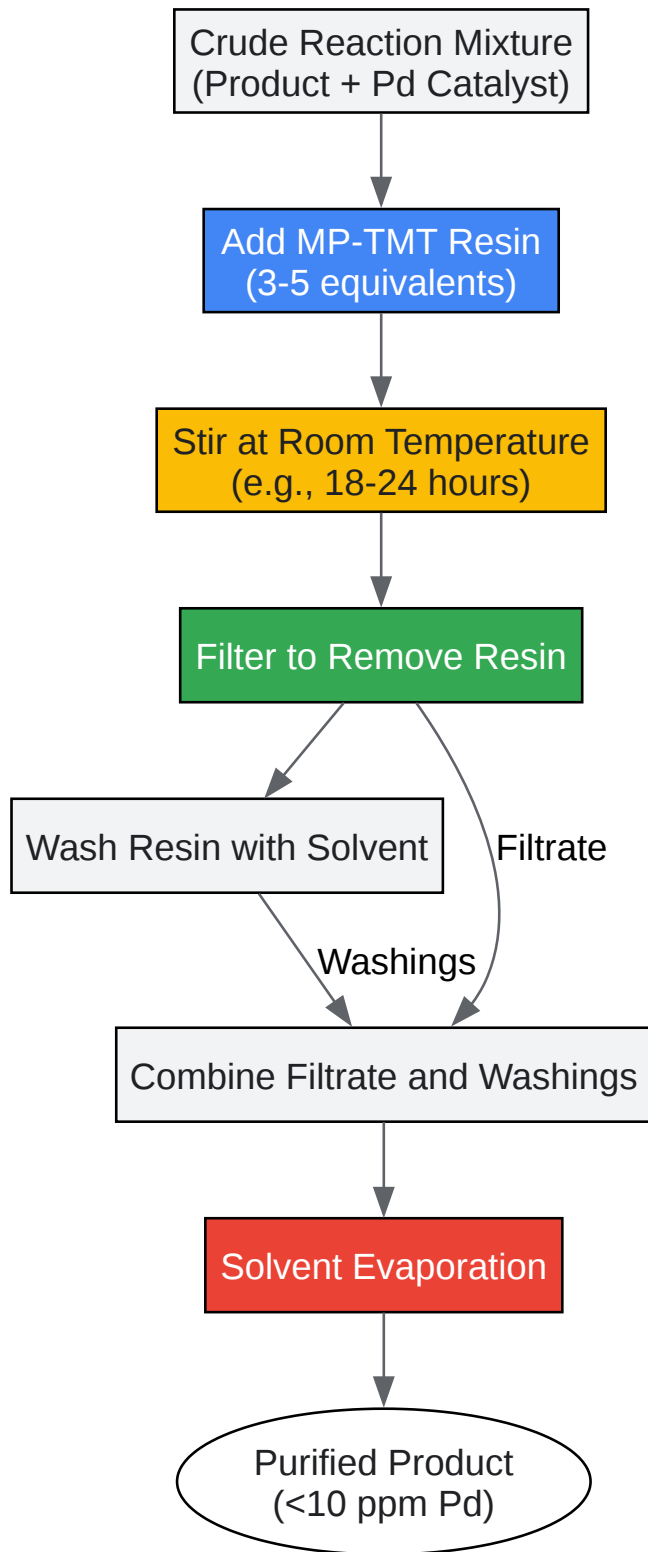 Crude Reaction Mixture
(Product + Pd Catalyst)
Add MP-TMT Resin
(3-5 equivalents)
Stir at Room Temperature
(e.g., 18-24 hours)
Filter to Remove Resin
Wash Resin with Solvent
Filtrate
Washings
Combine Filtrate and Washings
Solvent Evaporation
Purified Product
(<10 ppm Pd)